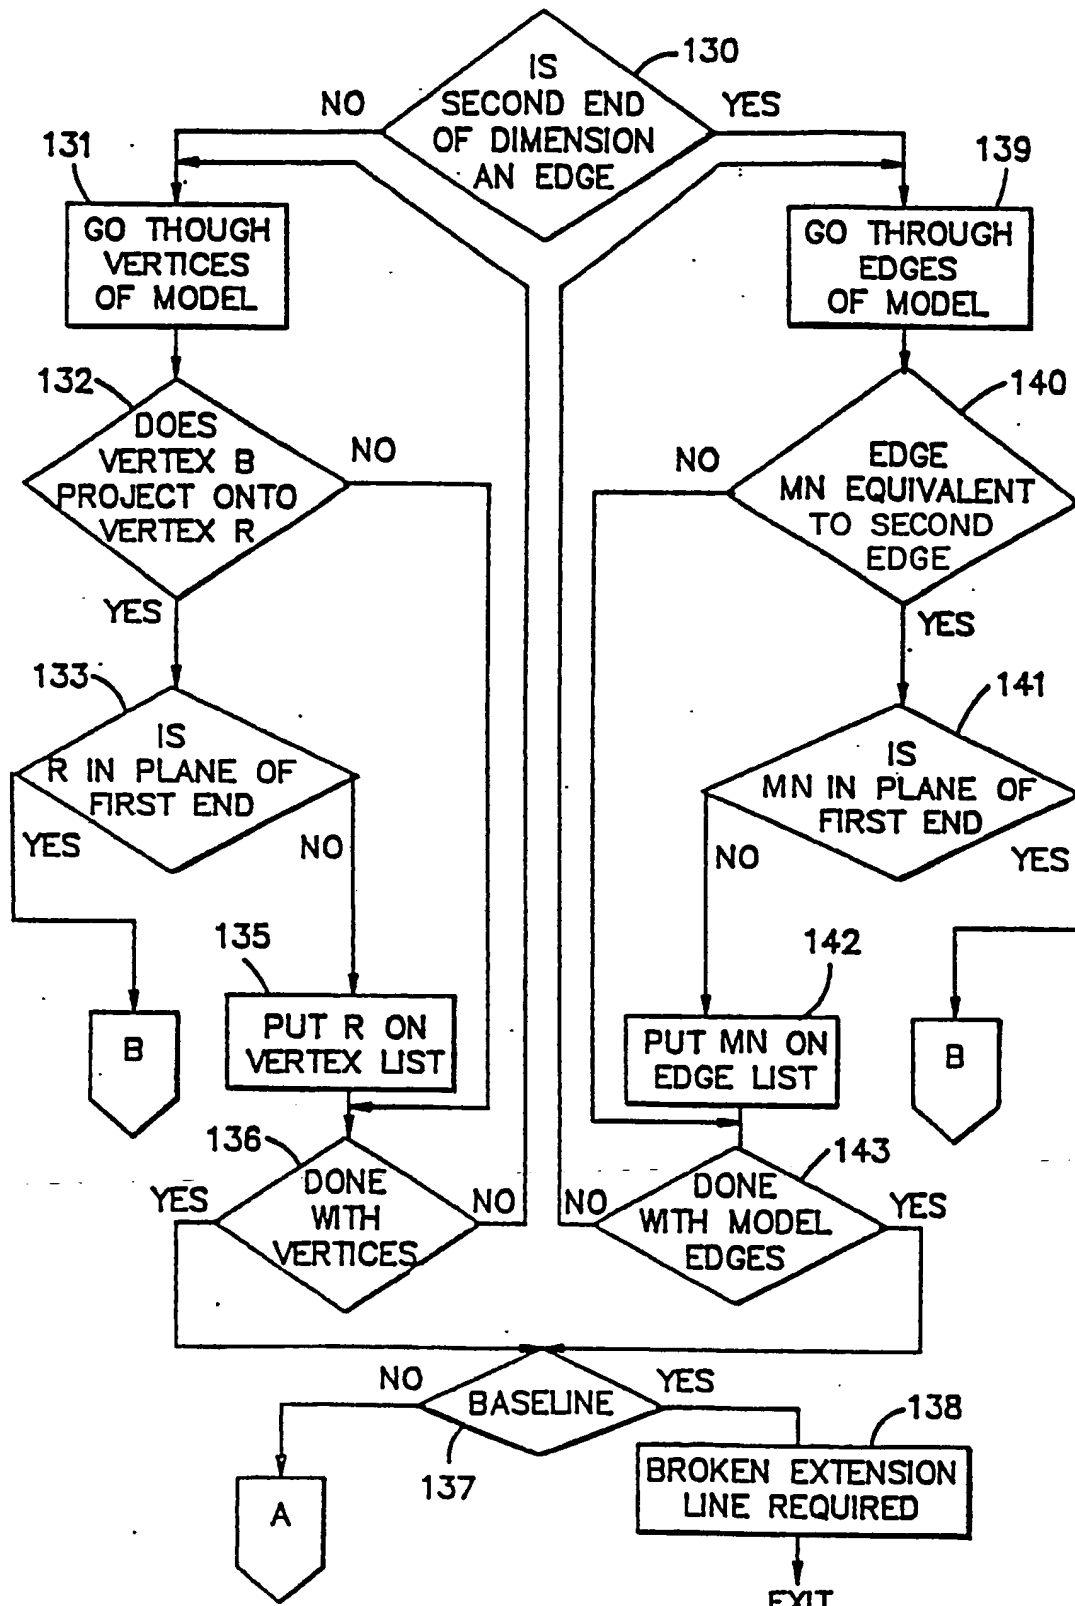 130
IS
SECOND END
OF DIMENSION
AN EDGE
NO
YES
131
GO THOUGH
VERTICES
OF MODEL
139
GO THROUGH
EDGES
OF MODEL
132
DOES
VERTEX B
PROJECT ONTO
VERTEX R
NO
YES
140
EDGE
MN EQUIVALENT
TO SECOND
EDGE
NO
YES
133
IS
R IN PLANE OF
FIRST END
YES
NO
141
IS
MN IN PLANE OF
FIRST END
NO
YES
B
135
PUT R ON
VERTEX LIST
142
PUT MN ON
EDGE LIST
B
136
DONE
WITH
VERTICES
YES
NO
143
DONE
WITH MODEL
EDGES
NO
YES
BASELINE
NO
YES
137
A
138
BROKEN EXTENSION
LINE REQUIRED
EXIT